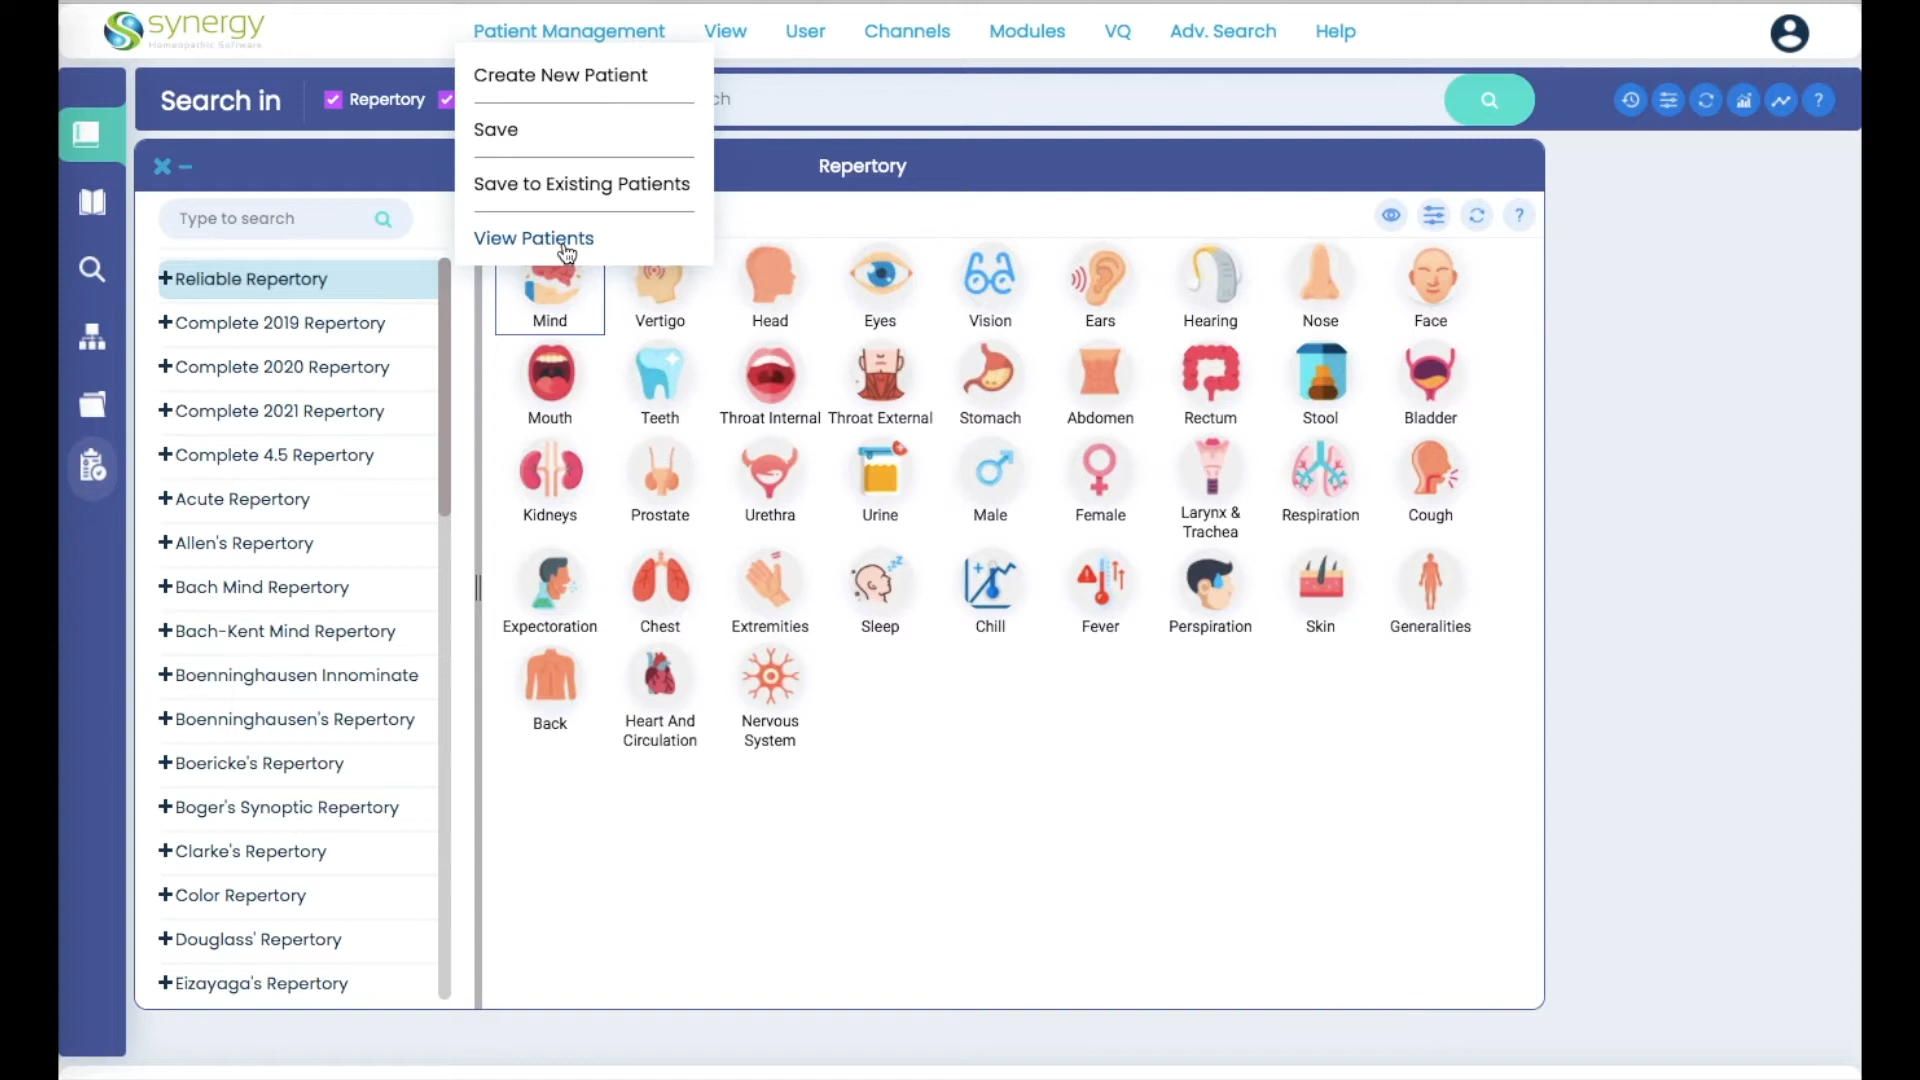 synergy
Homeopathic Software
Patient Management View User Channels Modules VQ Adv. Search Help
Create New Patient
Save
Save to Existing Patients
View Patients
Search in
Repertory
ch
Repertory
Type to search
Reliable Repertory
Complete 2019 Repertory
Complete 2020 Repertory
Complete 2021 Repertory
Complete 4.5 Repertory
Acute Repertory
Allen's Repertory
Bach Mind Repertory
Bach-Kent Mind Repertory
Boenninghausen Innominate
Boenninghausen's Repertory
Boericke's Repertory
Boger's Synoptic Repertory
Clarke's Repertory
Color Repertory
Douglass' Repertory
Eizayaga's Repertory
Mind Vertigo Head Eyes Vision Ears Hearing Nose Face
Mouth Teeth Throat Internal Throat External Stomach Abdomen Rectum Stool Bladder
Kidneys Prostate Urethra Urine Male Female Larynx & Trachea Respiration Cough
Expectoration Chest Extremities Sleep Chill Fever Perspiration Skin Generalities
Back Heart And Circulation Nervous System